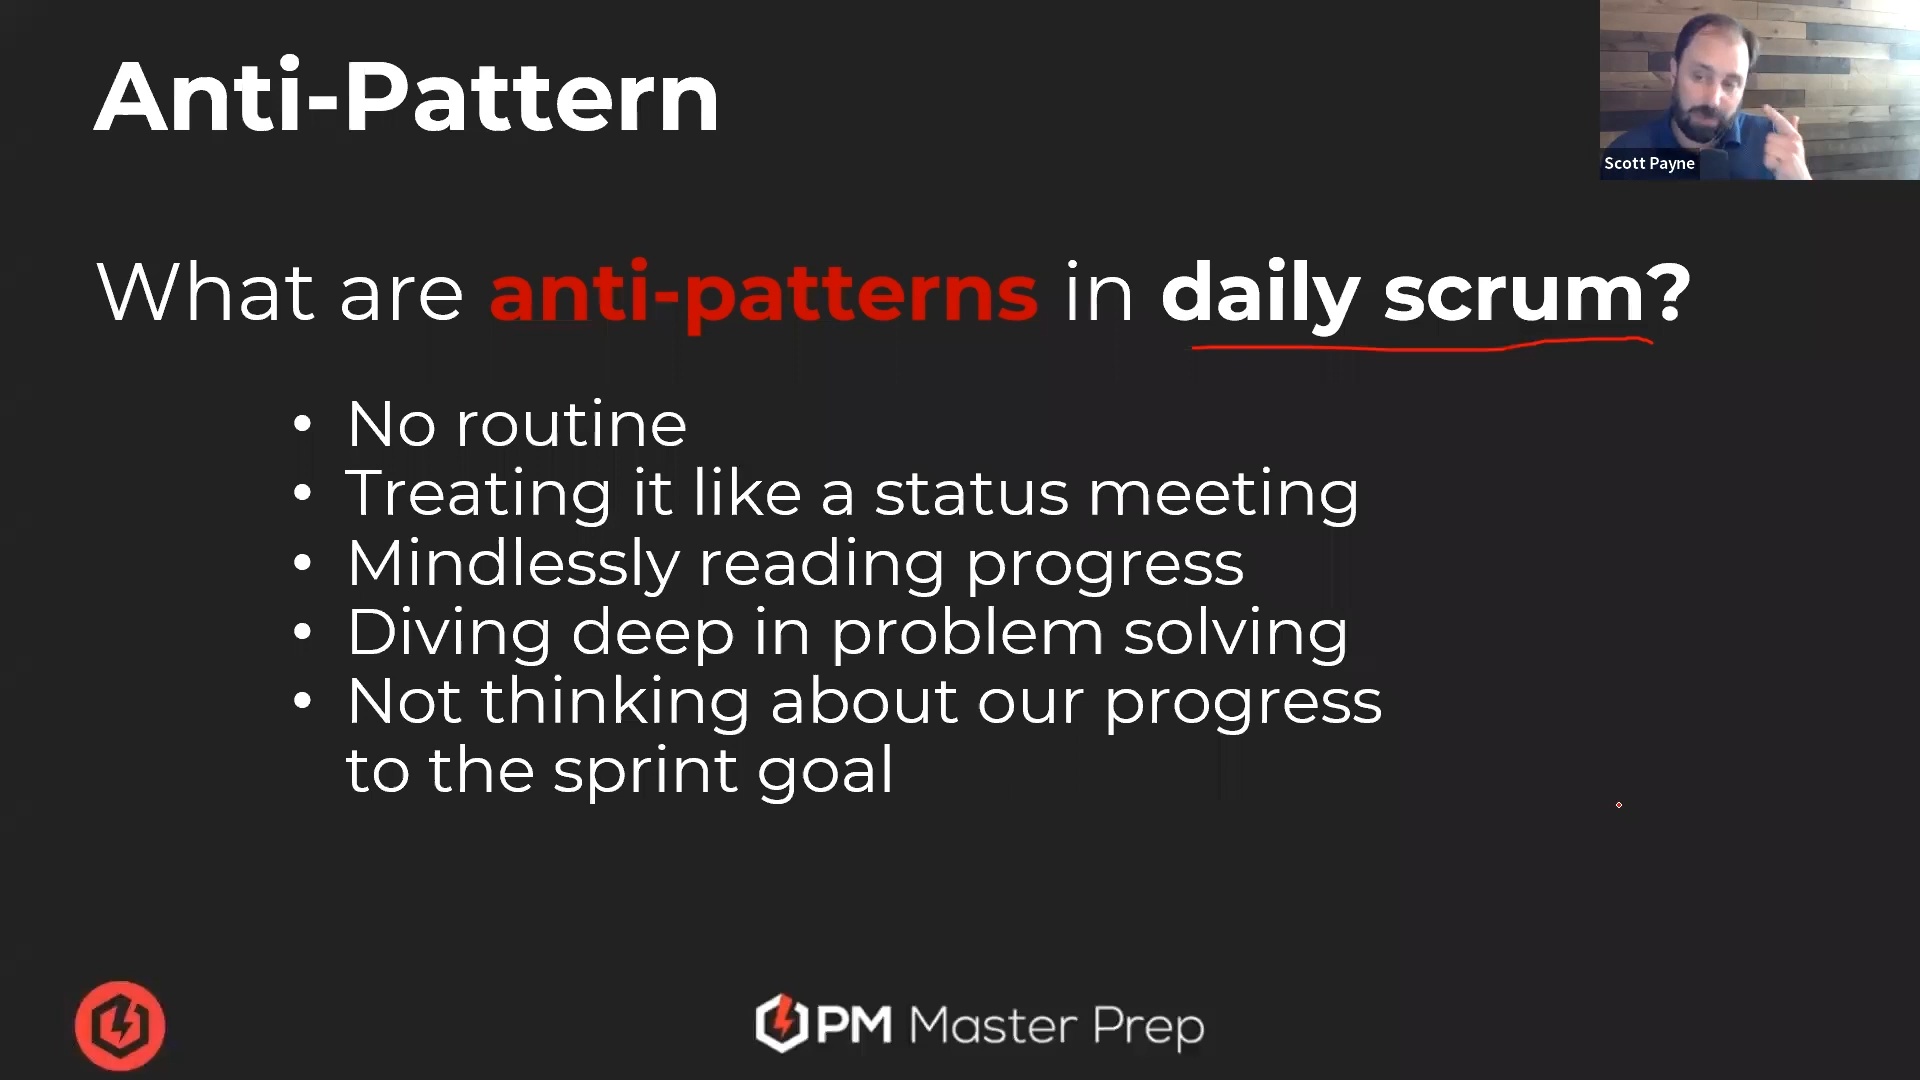 Anti-Pattern
Scott Payne
What are anti-patterns in daily scrum?
• No routine
• Treating it like a status meeting
• Mindlessly reading progress
• Diving deep in problem solving
• Not thinking about our progress
to the sprint goal
PM Master Prep